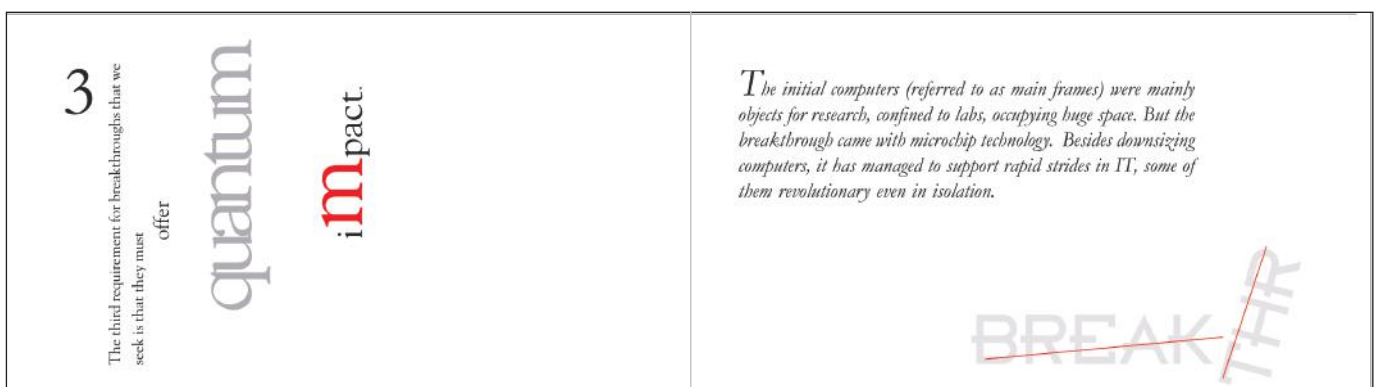 3
The third requirement for breakthroughs that we
seek is that they must
offer
quantum
impact.
The initial computers (referred to as main frames) were mainly
objects for research, confined to labs, occupying huge space. But the
breakthrough came with microchip technology. Besides downsizing
computers, it has managed to support rapid strides in IT, some of
them revolutionary even in isolation.
BREAK
THR